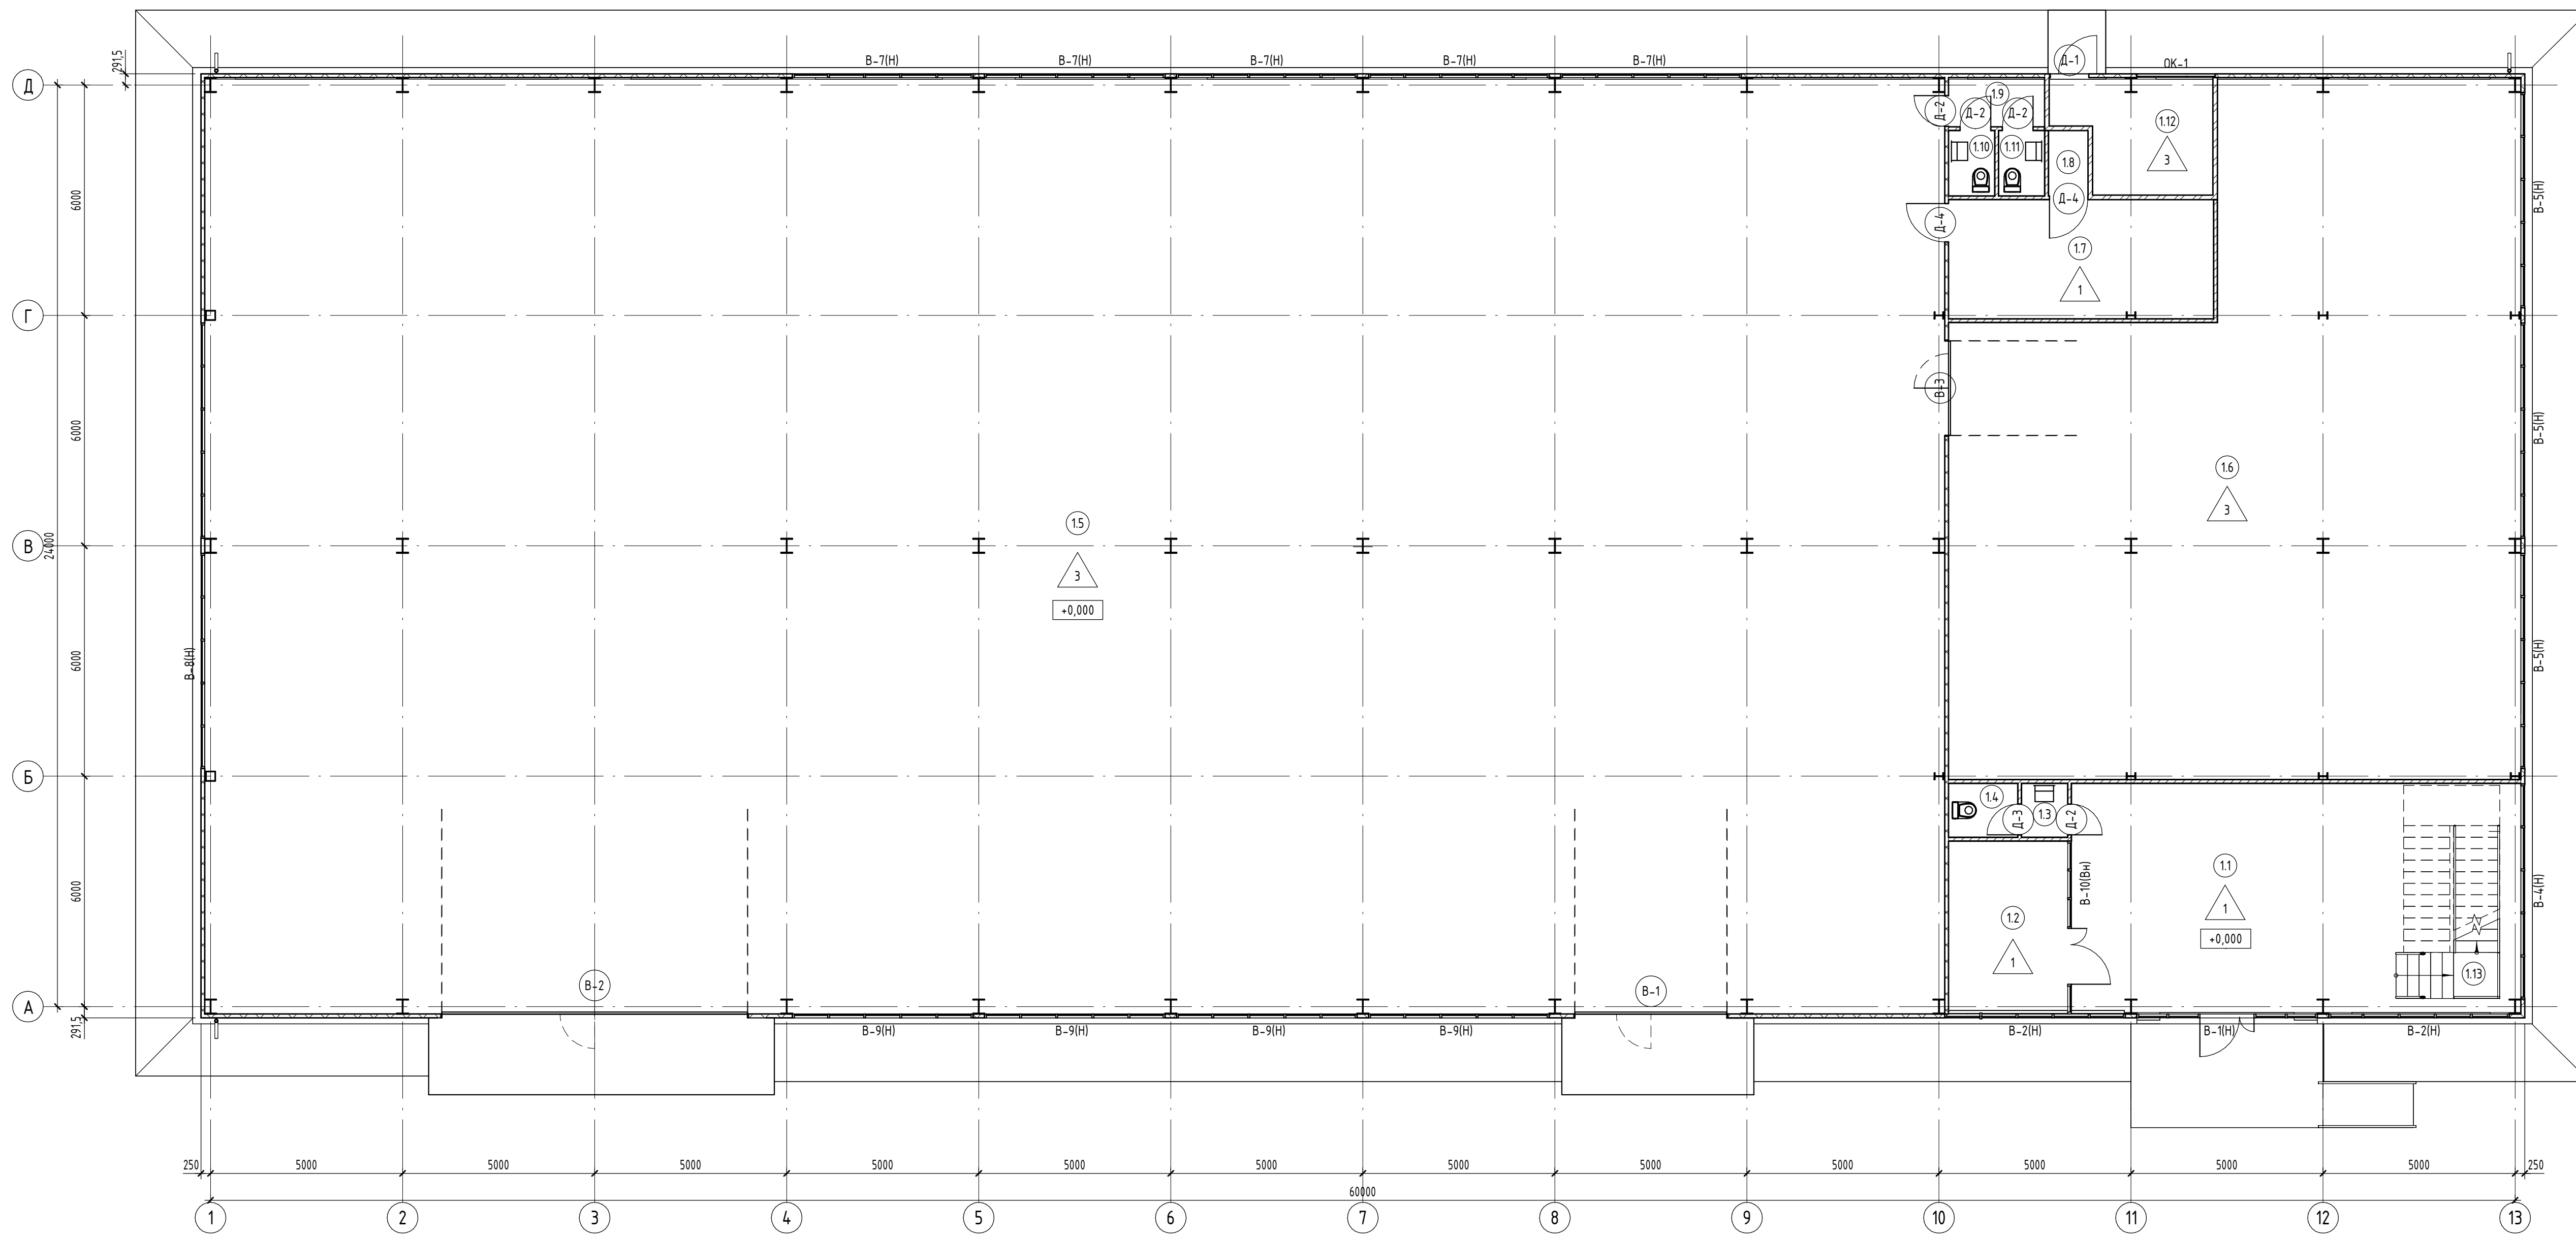 В-7(Н) В-7(Н) В-7(Н) В-7(Н) В-7(Н) Д-1 ОК-1
291,5
Д
1.9
Д-2 Д-2 Д-2
1.12
3
1.10 1.11
1.8
6000
Д-4
В-5(Н)
Д-4
1.7
1
Г
В-3
6000
В-5(Н)
1.6
3
1.5
В
24000
3
+0,000
6000
В-8(Н)
В-5(Н)
Б
1.4 1.3
Д-3 Д-2
6000
1.1
В-10(Вн)
В-4(Н)
1
1.2
+0,000
1
1.13
В-2
В-1
А
291,5
В-9(Н) В-9(Н) В-9(Н) В-9(Н) В-2(Н) В-1(Н) В-2(Н)
250 5000 5000 5000 5000 5000 5000 5000 5000 5000 5000 5000 5000 250
60000
1 2 3 4 5 6 7 8 9 10 11 12 13